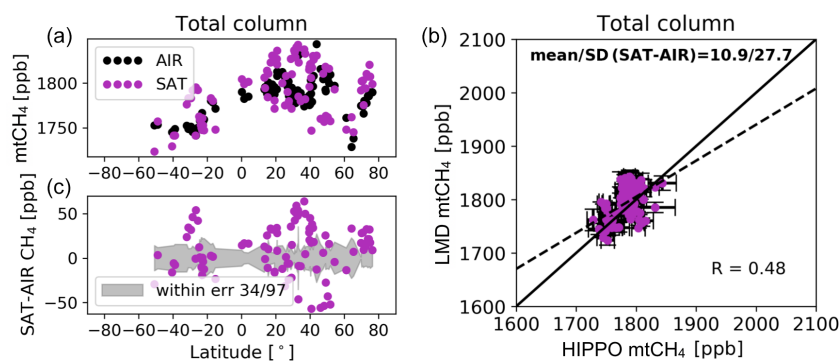 Total column
(a)
AIR
SAT
mtCH₄ [ppb]
1800
1750
−80 −60 −40 −20 0 20 40 60 80
(c)
SAT-AIR CH₄ [ppb]
50
0
−50
within err 34/97
−80 −60 −40 −20 0 20 40 60 80
Latitude [°]
Total column
(b)
mean/SD (SAT-AIR)=10.9/27.7
LMD mtCH₄
[ppb]
2100
2000
1900
1800
1700
1600
R = 0.48
1600 1700 1800 1900 2000 2100
HIPPO mtCH₄ [ppb]